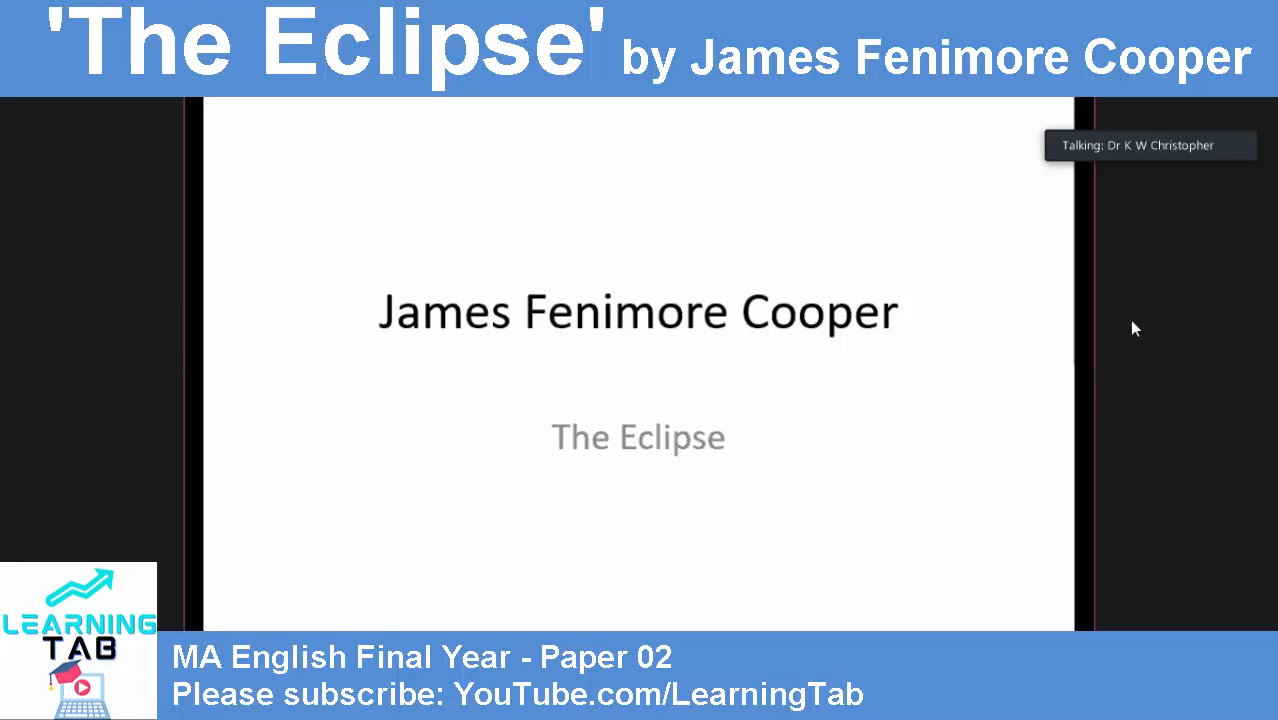 'The Eclipse' by James Fenimore Cooper
Talking: Dr K W Christopher
James Fenimore Cooper
The Eclipse
LEARNING
TAB
MA English Final Year - Paper 02
Please subscribe: YouTube.com/LearningTab